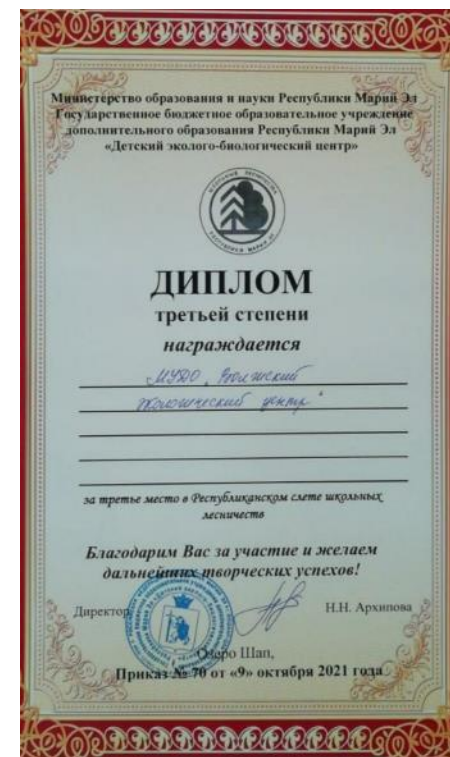 Министерство образования и науки Республики Марий Эл
Государственное бюджетное образовательное учреждение
дополнительного образования Республики Марий Эл
«Детский эколого-биологический центр»
ДИПЛОМ
третьей степени
награждается
МУДО „Волжский
экологический центр"
за третье место в Республиканском слете школьных
лесничеств
Благодарим Вас за участие и желаем
дальнейших творческих успехов!
Директор
Н.Н. Архипова
Озеро Шап,
Приказ № 70 от «9» октября 2021 года